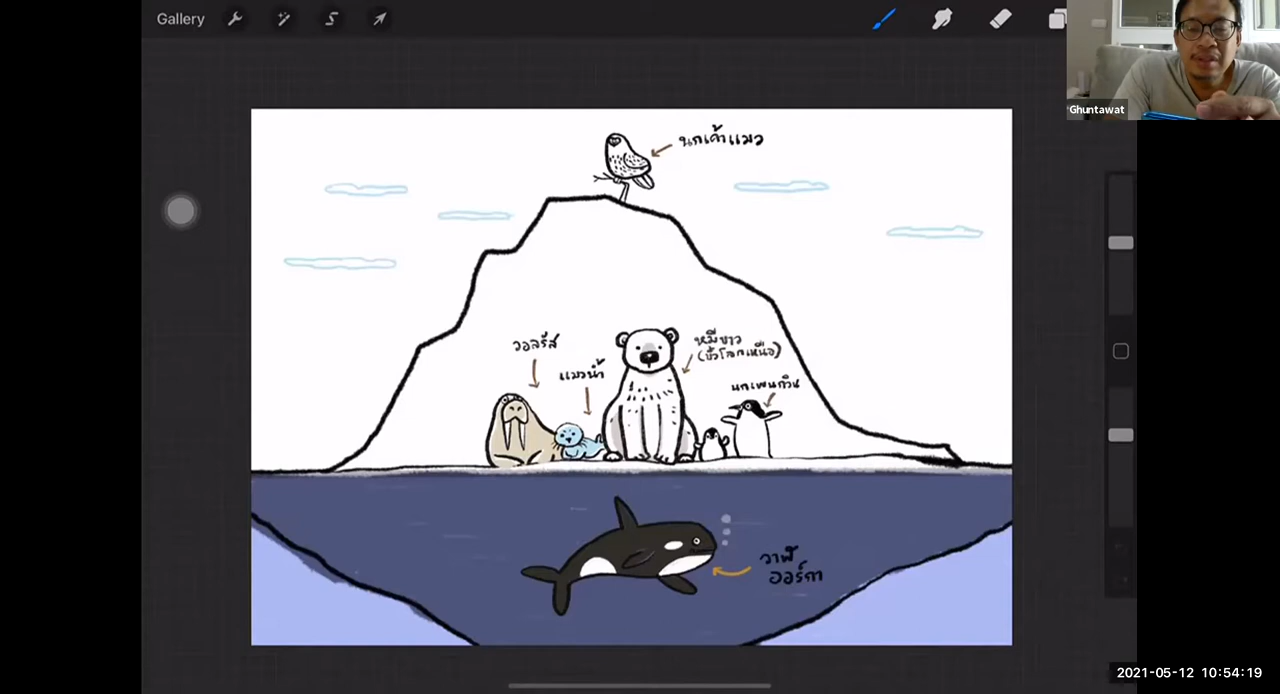 Gallery
Ghuntawat
นกเค้าแมว
วอลรัส
แมวน้ำ
หมีขาว
(ขั้วโลกเหนือ)
นกเพนกวิน
วาฬ
ออร์กา
2021-05-12 10:54:19